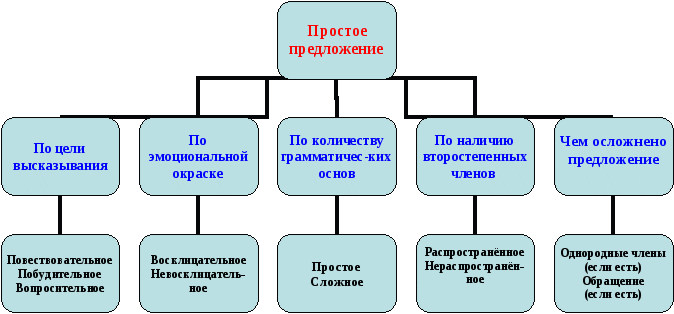 Простое
предложение
По цели
высказывания
По
эмоциональной
окраске
По количеству
грамматичес-ких
основ
По наличию
второстепенных
членов
Чем осложнено
предложение
Повествовательное
Побудительное
Вопросительное
Восклицательное
Невосклицатель-
ное
Простое
Сложное
Распространённое
Нераспространён-
ное
Однородные члены
(если есть)
Обращение
(если есть)